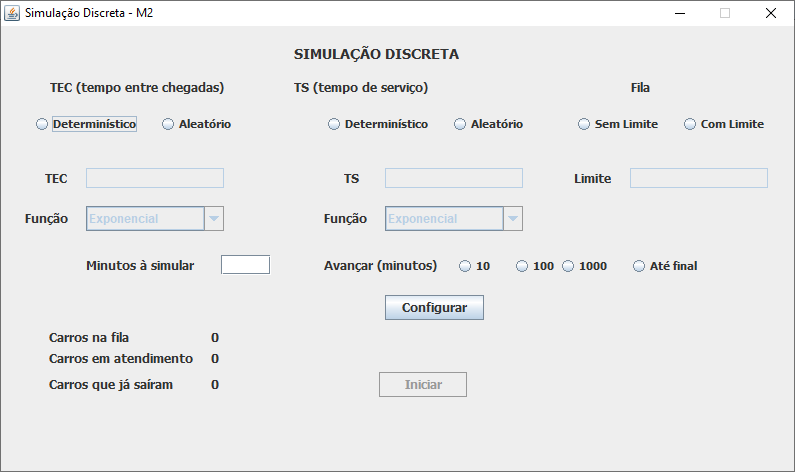 Simulação Discreta - M2
SIMULAÇÃO DISCRETA
TEC (tempo entre chegadas) TS (tempo de serviço) Fila
Determinístico Aleatório Determinístico Aleatório Sem Limite Com Limite
TEC TS Limite
Função Exponencial Função Exponencial
Minutos à simular Avançar (minutos) 10 100 1000 Até final
Configurar
Carros na fila 0
Carros em atendimento 0
Carros que já saíram 0 Iniciar